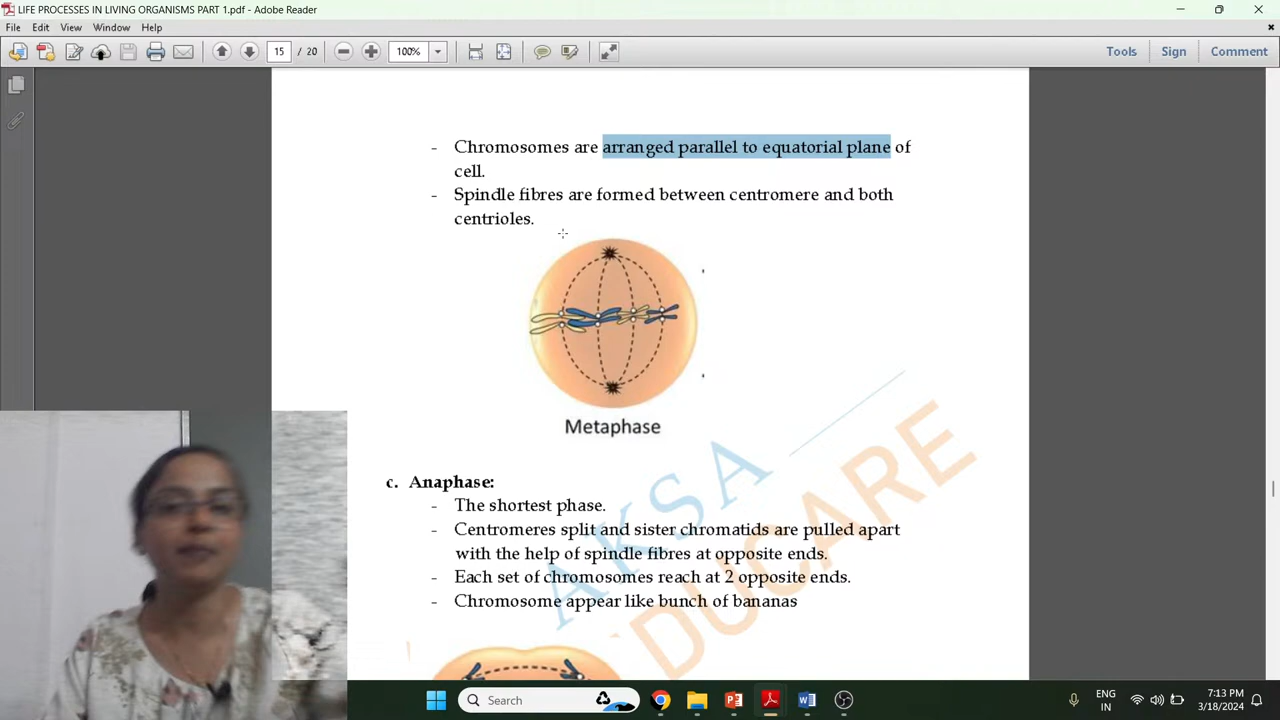 LIFE PROCESSES IN LIVING ORGANISMS PART 1.pdf - Adobe Reader
File Edit View Window Help
15 / 20 100% Tools Sign Comment
- Chromosomes are arranged parallel to equatorial plane of
cell.
- Spindle fibres are formed between centromere and both
centrioles.
Metaphase
c. Anaphase:
- The shortest phase.
- Centromeres split and sister chromatids are pulled apart
with the help of spindle fibres at opposite ends.
- Each set of chromosomes reach at 2 opposite ends.
- Chromosome appear like bunch of bananas
AKSA
EDUCARE
Search
ENG
IN
7:13 PM
3/18/2024